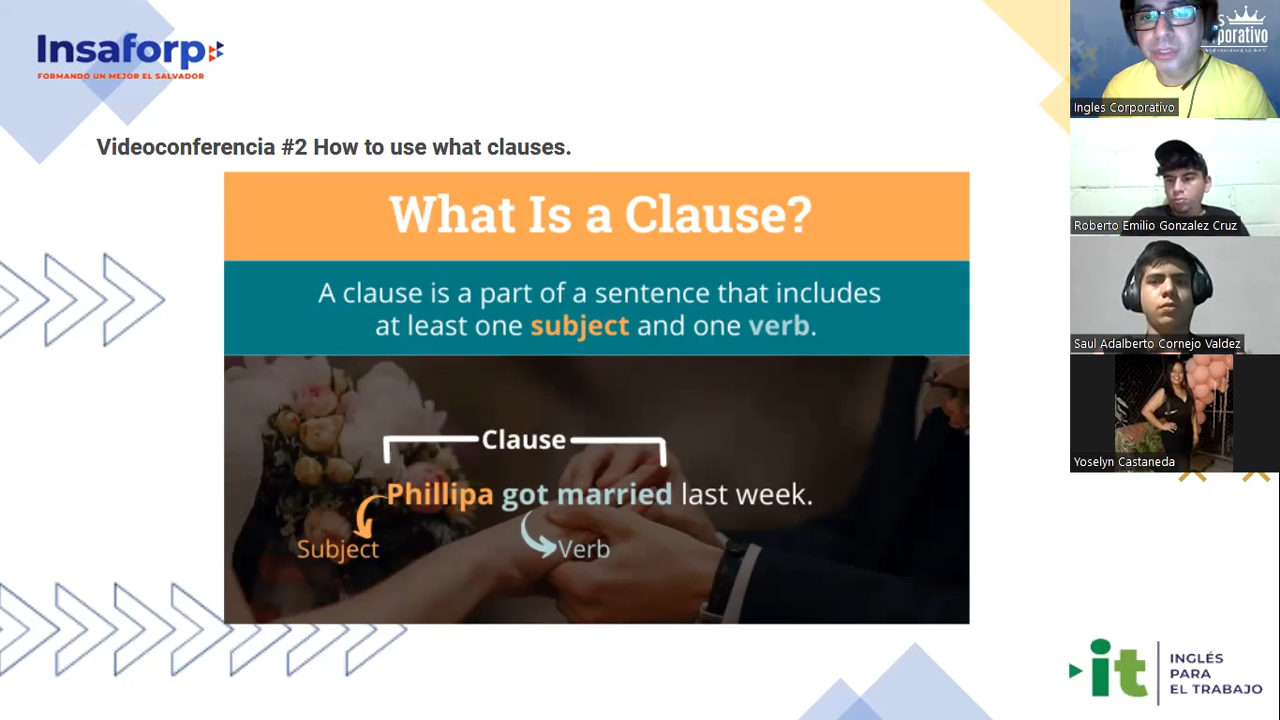 Insaforp
FORMANDO UN MEJOR EL SALVADOR
Videoconferencia #2 How to use what clauses.
What Is a Clause?
A clause is a part of a sentence that includes
at least one subject and one verb.
Clause
Phillipa got married last week.
Subject
Verb
Ingles Corporativo
Roberto Emilio Gonzalez Cruz
Saul Adalberto Cornejo Valdez
Yoselyn Castaneda
it
INGLÉS
PARA
EL TRABAJO